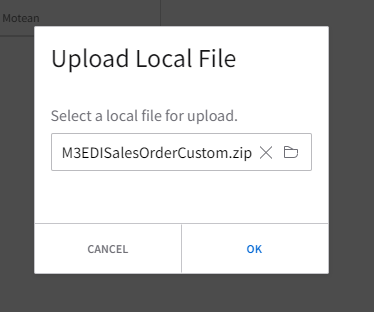 Motean
Upload Local File
Select a local file for upload.
M3EDISalesOrderCustom.zip
CANCEL
OK